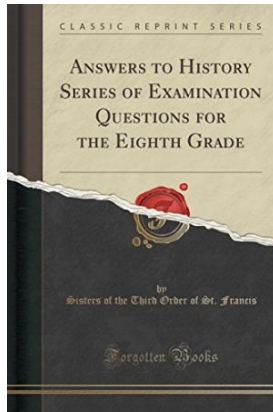 CLASSIC REPRINT SERIES
ANSWERS TO HISTORY
SERIES OF EXAMINATION
QUESTIONS FOR
THE EIGHTH GRADE
by
Sisters of the Third Order of St. Francis
Forgotten Books